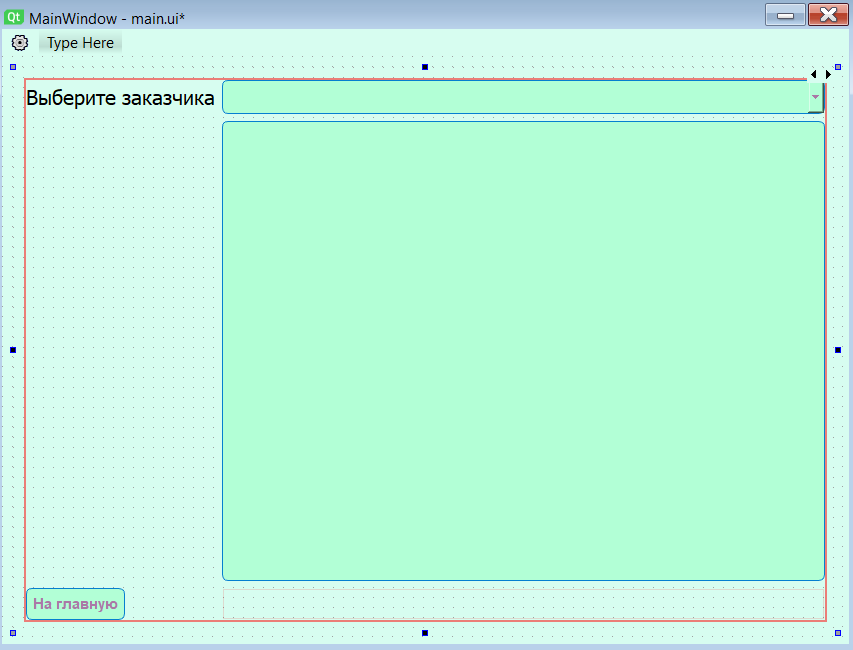 Qt MainWindow - main.ui*
Type Here
Выберите заказчика
На главную